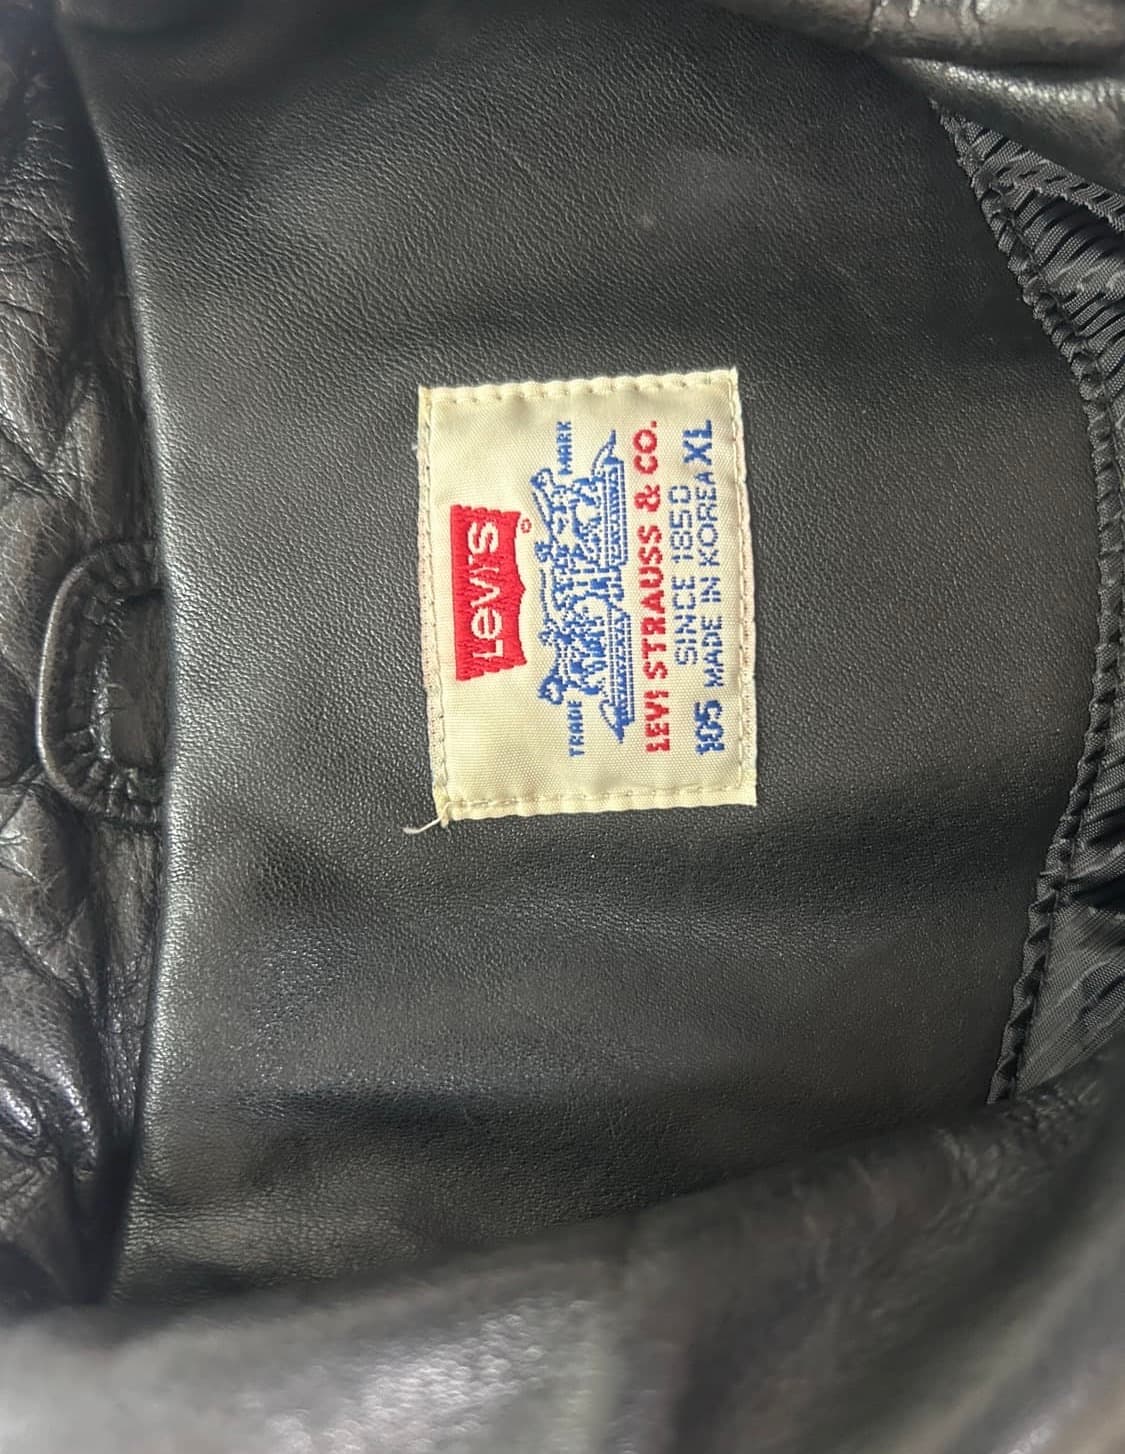 LEVI'S
®
TRADE MARK
LEVI STRAUSS & CO.
SINCE 1850
105 MADE IN KOREA XL